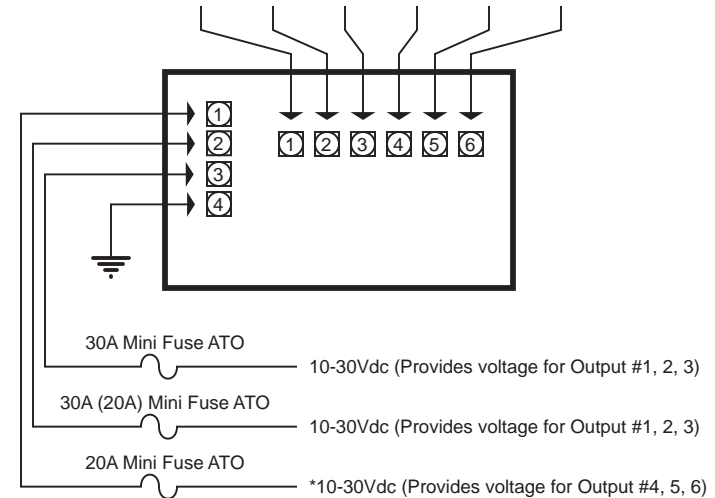 1
2
3
4
1 2 3 4 5 6
30A Mini Fuse ATO
10-30Vdc (Provides voltage for Output #1, 2, 3)
30A (20A) Mini Fuse ATO
10-30Vdc (Provides voltage for Output #1, 2, 3)
20A Mini Fuse ATO
*10-30Vdc (Provides voltage for Output #4, 5, 6)